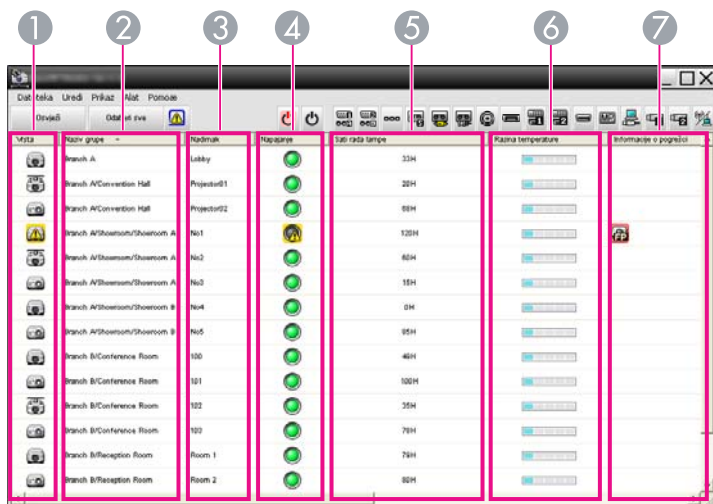 1 2 3 4 5 6 7
Datoteka Uredi Prikaz Alat Pomoæ
Osvježi Odaberi sve
Vrsta Naziv grupe Nadimak Napajanje Sati rada lampe Razina temperature Informacije o pogrešci
Branch A Lobby 33H
Branch A/Convention Hall Projector01 20H
Branch A/Convention Hall Projector02 68H
Branch A/Showroom/Showroom A No1 120H
Branch A/Showroom/Showroom A No2 60H
Branch A/Showroom/Showroom A No3 15H
Branch A/Showroom/Showroom B No4 0H
Branch A/Showroom/Showroom B No5 95H
Branch B/Conference Room 100 46H
Branch B/Conference Room 101 100H
Branch B/Conference Room 102 35H
Branch B/Conference Room 103 70H
Branch B/Reception Room Room 1 79H
Branch B/Reception Room Room 2 80H